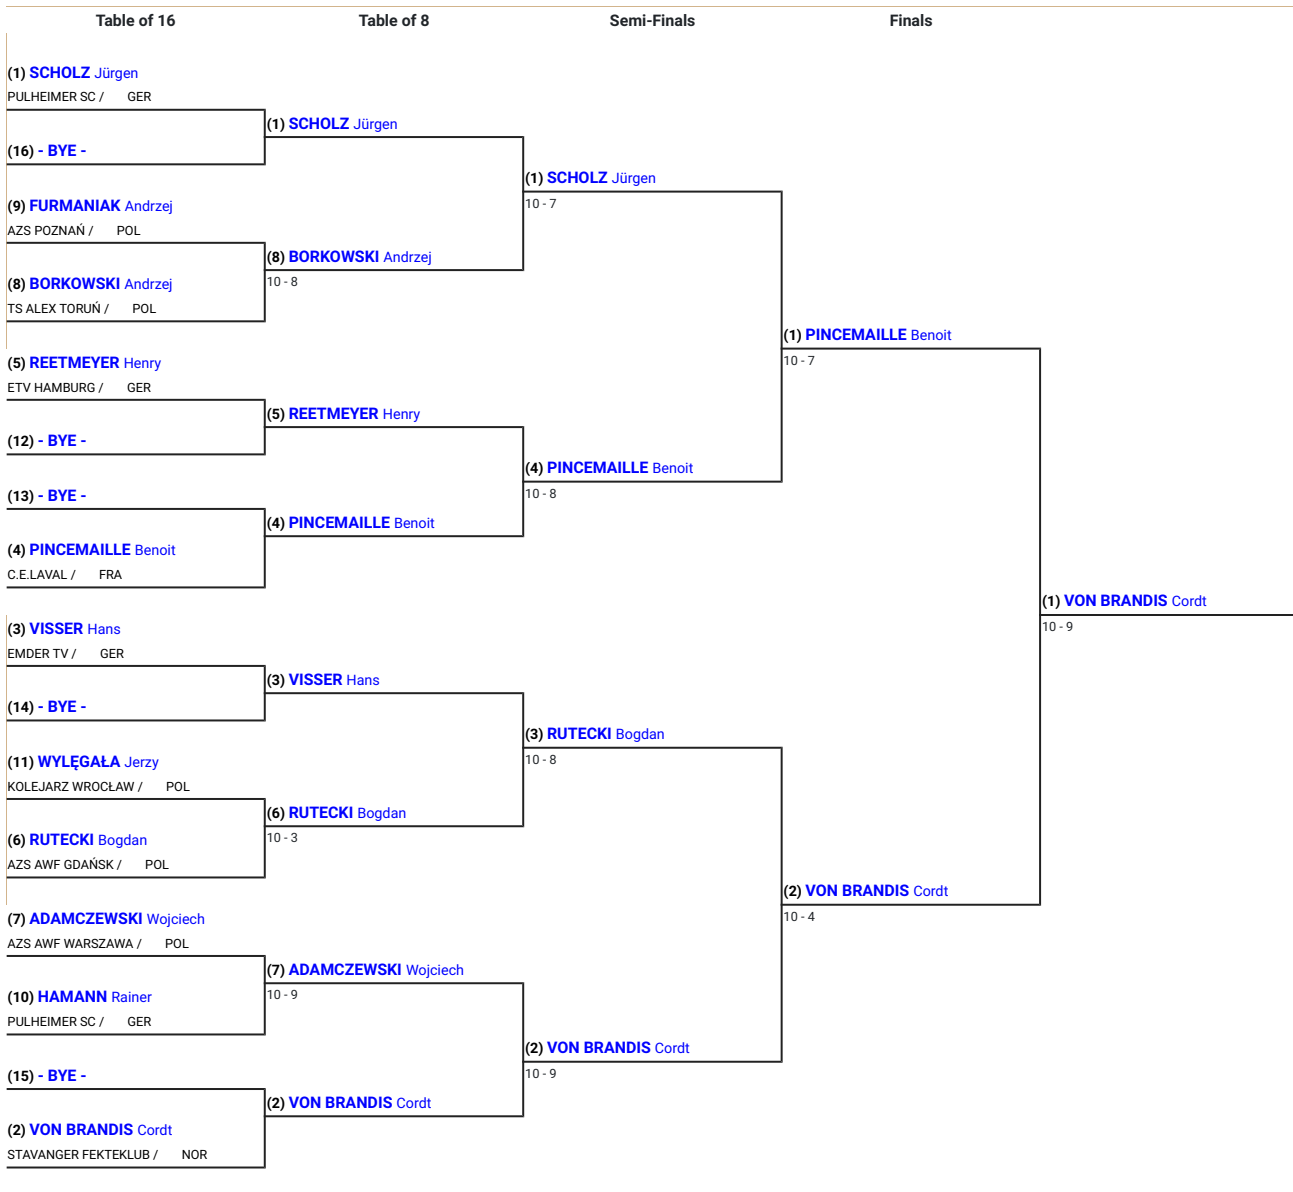 Table of 16 Table of 8 Semi-Finals Finals
(1) SCHOLZ Jürgen
PULHEIMER SC / GER
(1) SCHOLZ Jürgen
(16) - BYE -
(1) SCHOLZ Jürgen
10 - 7
(9) FURMANIAK Andrzej
AZS POZNAŃ / POL
(8) BORKOWSKI Andrzej
10 - 8
(8) BORKOWSKI Andrzej
TS ALEX TORUŃ / POL
(1) PINCEMAILLE Benoit
10 - 7
(5) REETMEYER Henry
ETV HAMBURG / GER
(5) REETMEYER Henry
(12) - BYE -
(4) PINCEMAILLE Benoit
10 - 8
(13) - BYE -
(4) PINCEMAILLE Benoit
(4) PINCEMAILLE Benoit
C.E.LAVAL / FRA
(1) VON BRANDIS Cordt
10 - 9
(3) VISSER Hans
EMDER TV / GER
(3) VISSER Hans
(14) - BYE -
(3) RUTECKI Bogdan
10 - 8
(11) WYLĘGAŁA Jerzy
KOLEJARZ WROCŁAW / POL
(6) RUTECKI Bogdan
10 - 3
(6) RUTECKI Bogdan
AZS AWF GDAŃSK / POL
(2) VON BRANDIS Cordt
10 - 4
(7) ADAMCZEWSKI Wojciech
AZS AWF WARSZAWA / POL
(7) ADAMCZEWSKI Wojciech
10 - 9
(10) HAMANN Rainer
PULHEIMER SC / GER
(2) VON BRANDIS Cordt
10 - 9
(15) - BYE -
(2) VON BRANDIS Cordt
(2) VON BRANDIS Cordt
STAVANGER FEKTEKLUB / NOR